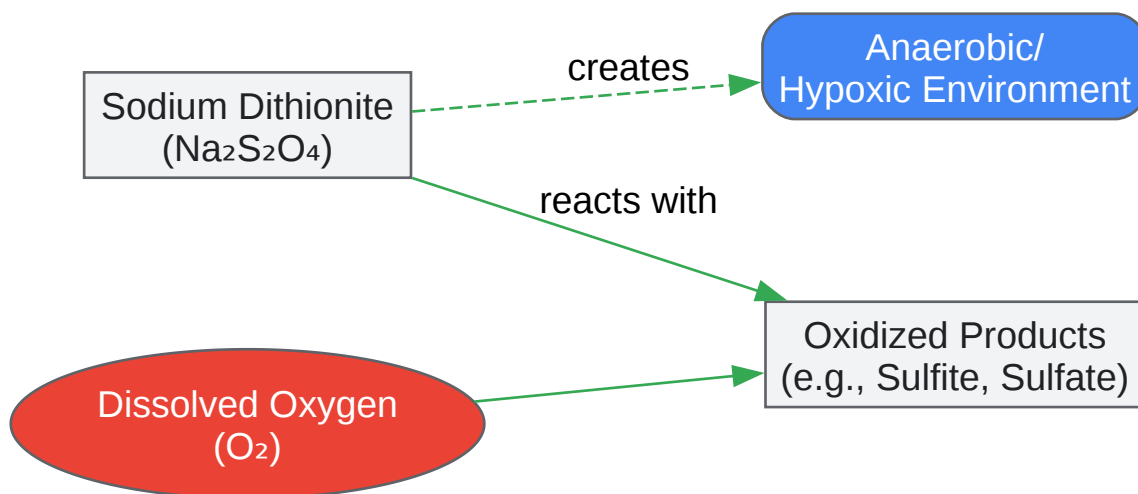 Anaerobic/
Hypoxic Environment
creates
Sodium Dithionite
(Na₂S₂O₄)
reacts with
Oxidized Products
(e.g., Sulfite, Sulfate)
Dissolved Oxygen
(O₂)